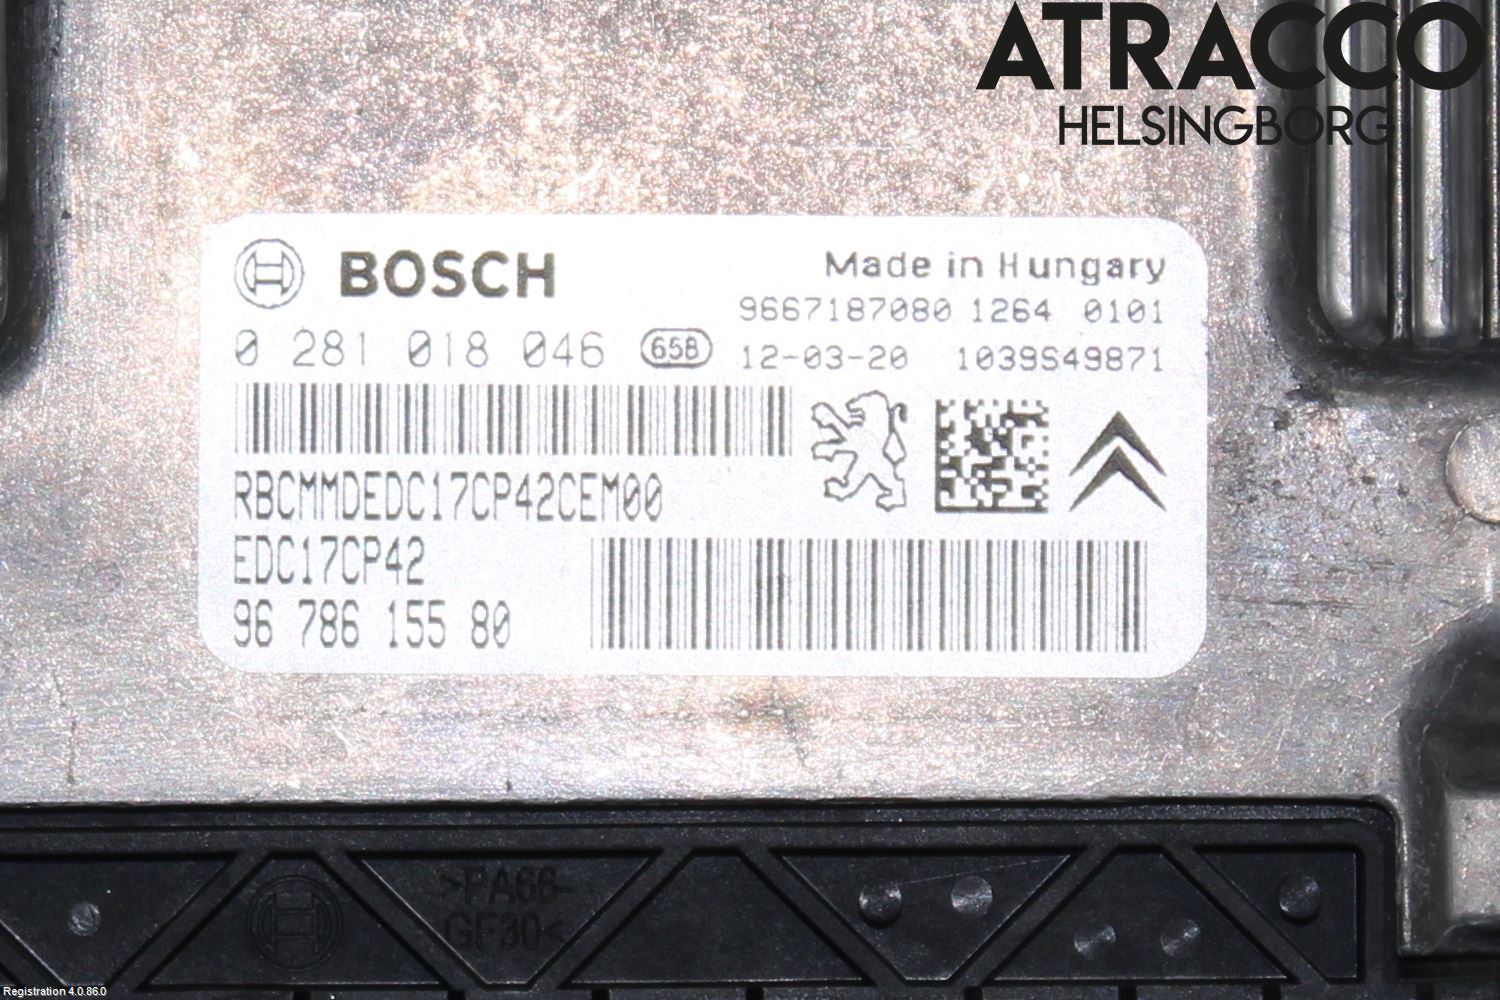 ATRACCO
HELSINGBORG
BOSCH
Made in Hungary
9667187080 1264 0101
0 281 018 046 658
12-03-20 1039S49871
RBCMMDEDC17CP42CEM00
EDC17CP42
96 786 155 80
>PA66-
GF30<
Registration 4.0.86.0